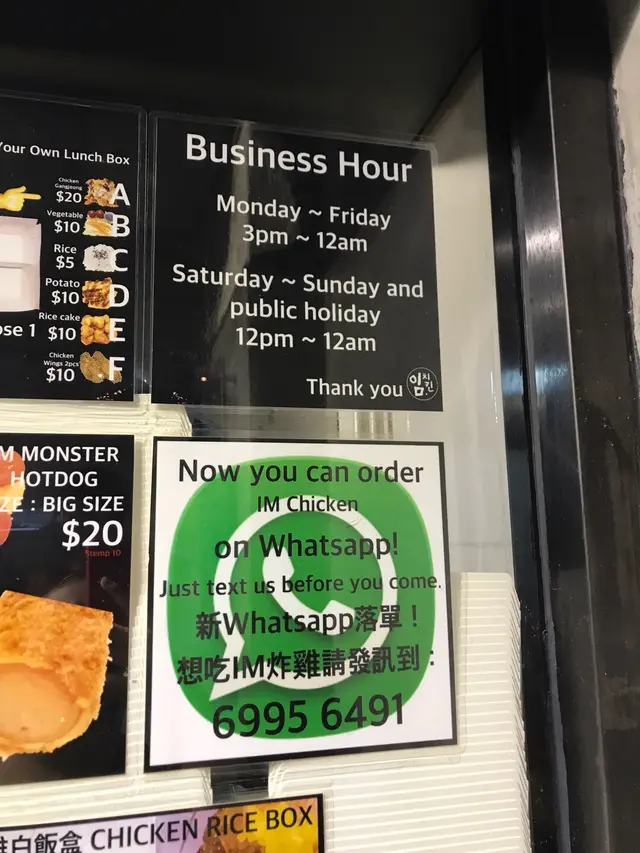 Your Own Lunch Box
Chicken
Gangjeong
$20 A
Vegetable
$10 B
Rice
$5 C
Potato
$10 D
Rice cake
$10 E
Chicken
Wings 2pcs
$10 F
Business Hour
Monday ~ Friday
3pm ~ 12am
Saturday ~ Sunday and
public holiday
12pm ~ 12am
Thank you
임치킨
M MONSTER
HOTDOG
ZE : BIG SIZE
$20
Stemp 10
Now you can order
IM Chicken
on Whatsapp!
Just text us before you come.
新Whatsapp落單！
想吃IM炸雞請發訊到：
6995 6491
白飯盒 CHICKEN RICE BOX